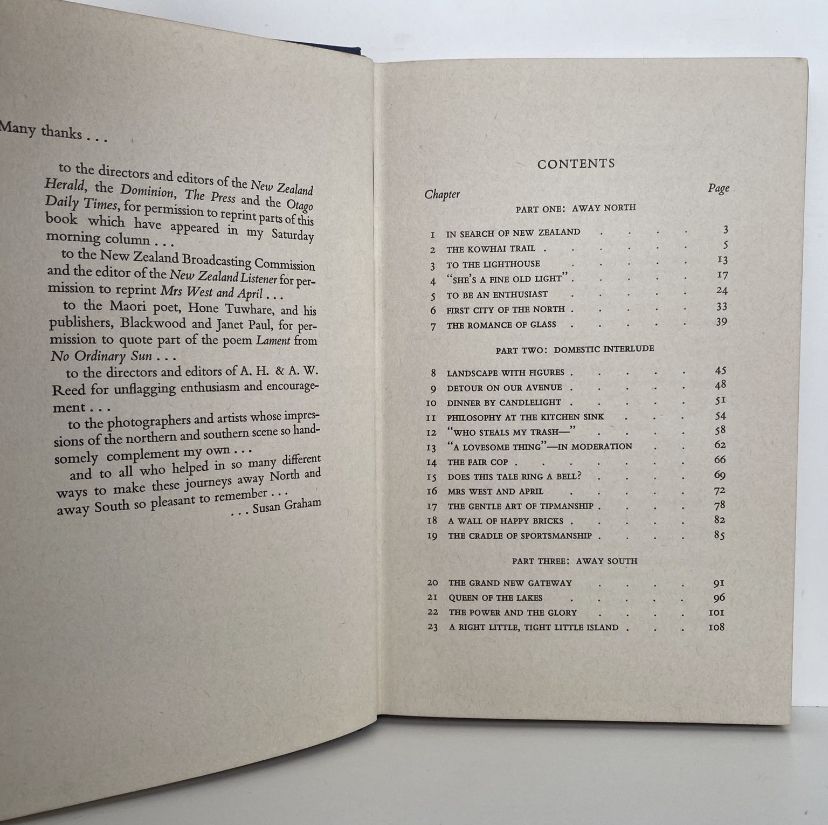 Many thanks . . .
to the directors and editors of the New Zealand
Herald, the Dominion, The Press and the Otago
Daily Times, for permission to reprint parts of this
book which have appeared in my Saturday
morning column . . .
to the New Zealand Broadcasting Commission
and the editor of the New Zealand Listener for per-
mission to reprint Mrs West and April . . .
to the Maori poet, Hone Tuwhare, and his
publishers, Blackwood and Janet Paul, for per-
mission to quote part of the poem Lament from
No Ordinary Sun . . .
to the directors and editors of A. H. & A. W.
Reed for unflagging enthusiasm and encourage-
ment . . .
to the photographers and artists whose impres-
sions of the northern and southern scene so hand-
somely complement my own . . .
and to all who helped in so many different
ways to make these journeys away North and
away South so pleasant to remember . . .
. . . Susan Graham
CONTENTS
Chapter Page
PART ONE: AWAY NORTH
1 IN SEARCH OF NEW ZEALAND . . . . 3
2 THE KOWHAI TRAIL . . . . . 5
3 TO THE LIGHTHOUSE . . . . 13
4 "SHE'S A FINE OLD LIGHT" . . . . 17
5 TO BE AN ENTHUSIAST . . . . 24
6 FIRST CITY OF THE NORTH . . . . 33
7 THE ROMANCE OF GLASS . . . . 39
PART TWO: DOMESTIC INTERLUDE
8 LANDSCAPE WITH FIGURES . . . . 45
9 DETOUR ON OUR AVENUE . . . . 48
10 DINNER BY CANDLELIGHT . . . . 51
11 PHILOSOPHY AT THE KITCHEN SINK . . . 54
12 "WHO STEALS MY TRASH—" . . . . 58
13 "A LOVESOME THING"—IN MODERATION . . 62
14 THE FAIR COP . . . . . . 66
15 DOES THIS TALE RING A BELL? . . . . 69
16 MRS WEST AND APRIL . . . . 72
17 THE GENTLE ART OF TIPMANSHIP . . . . 78
18 A WALL OF HAPPY BRICKS . . . . 82
19 THE CRADLE OF SPORTSMANSHIP . . . . 85
PART THREE: AWAY SOUTH
20 THE GRAND NEW GATEWAY . . . . 91
21 QUEEN OF THE LAKES . . . . 96
22 THE POWER AND THE GLORY . . . . 101
23 A RIGHT LITTLE, TIGHT LITTLE ISLAND . . . 108